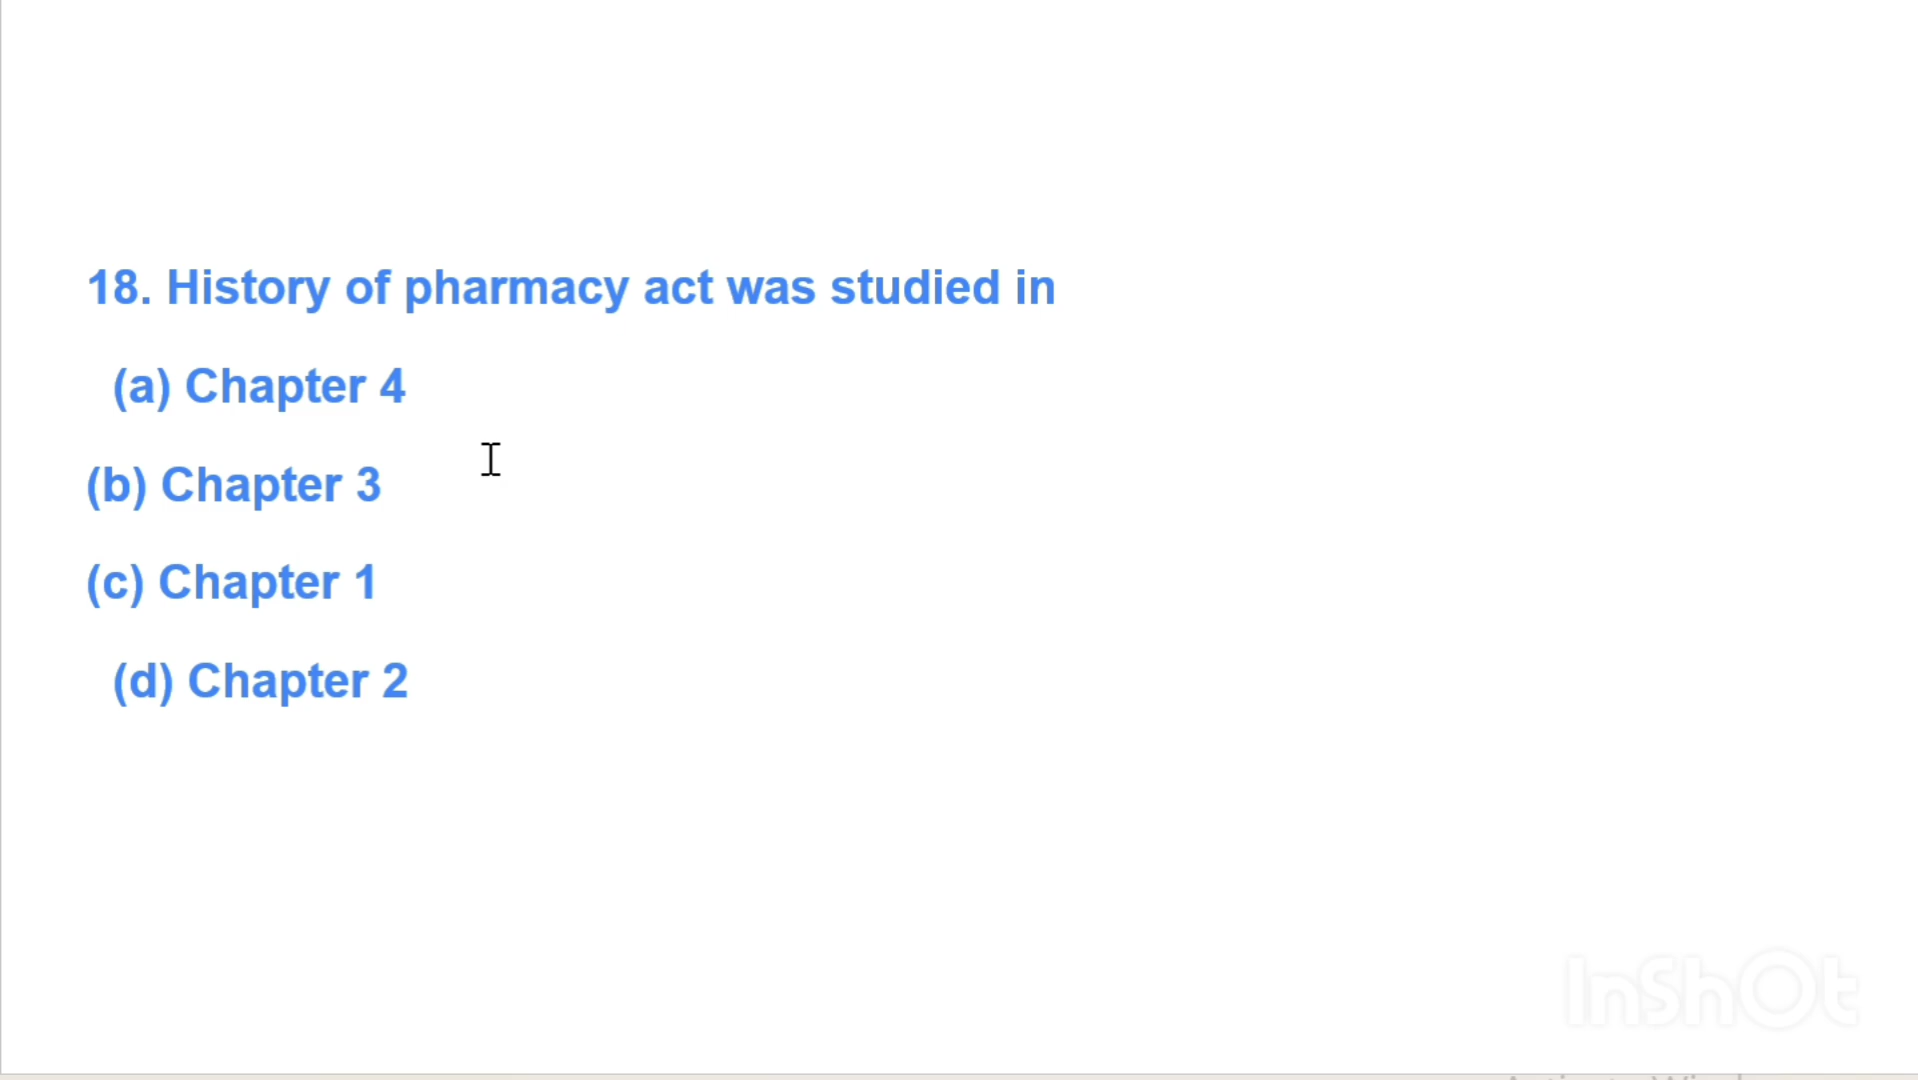 18. History of pharmacy act was studied in
(a) Chapter 4
(b) Chapter 3
(c) Chapter 1
(d) Chapter 2
InShOt